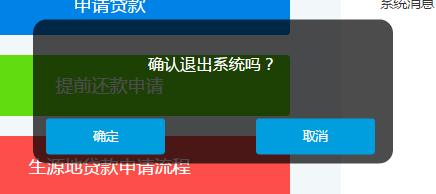 申请贷款
系统消息
确认退出系统吗？
提前还款申请
确定
取消
生源地贷款申请流程